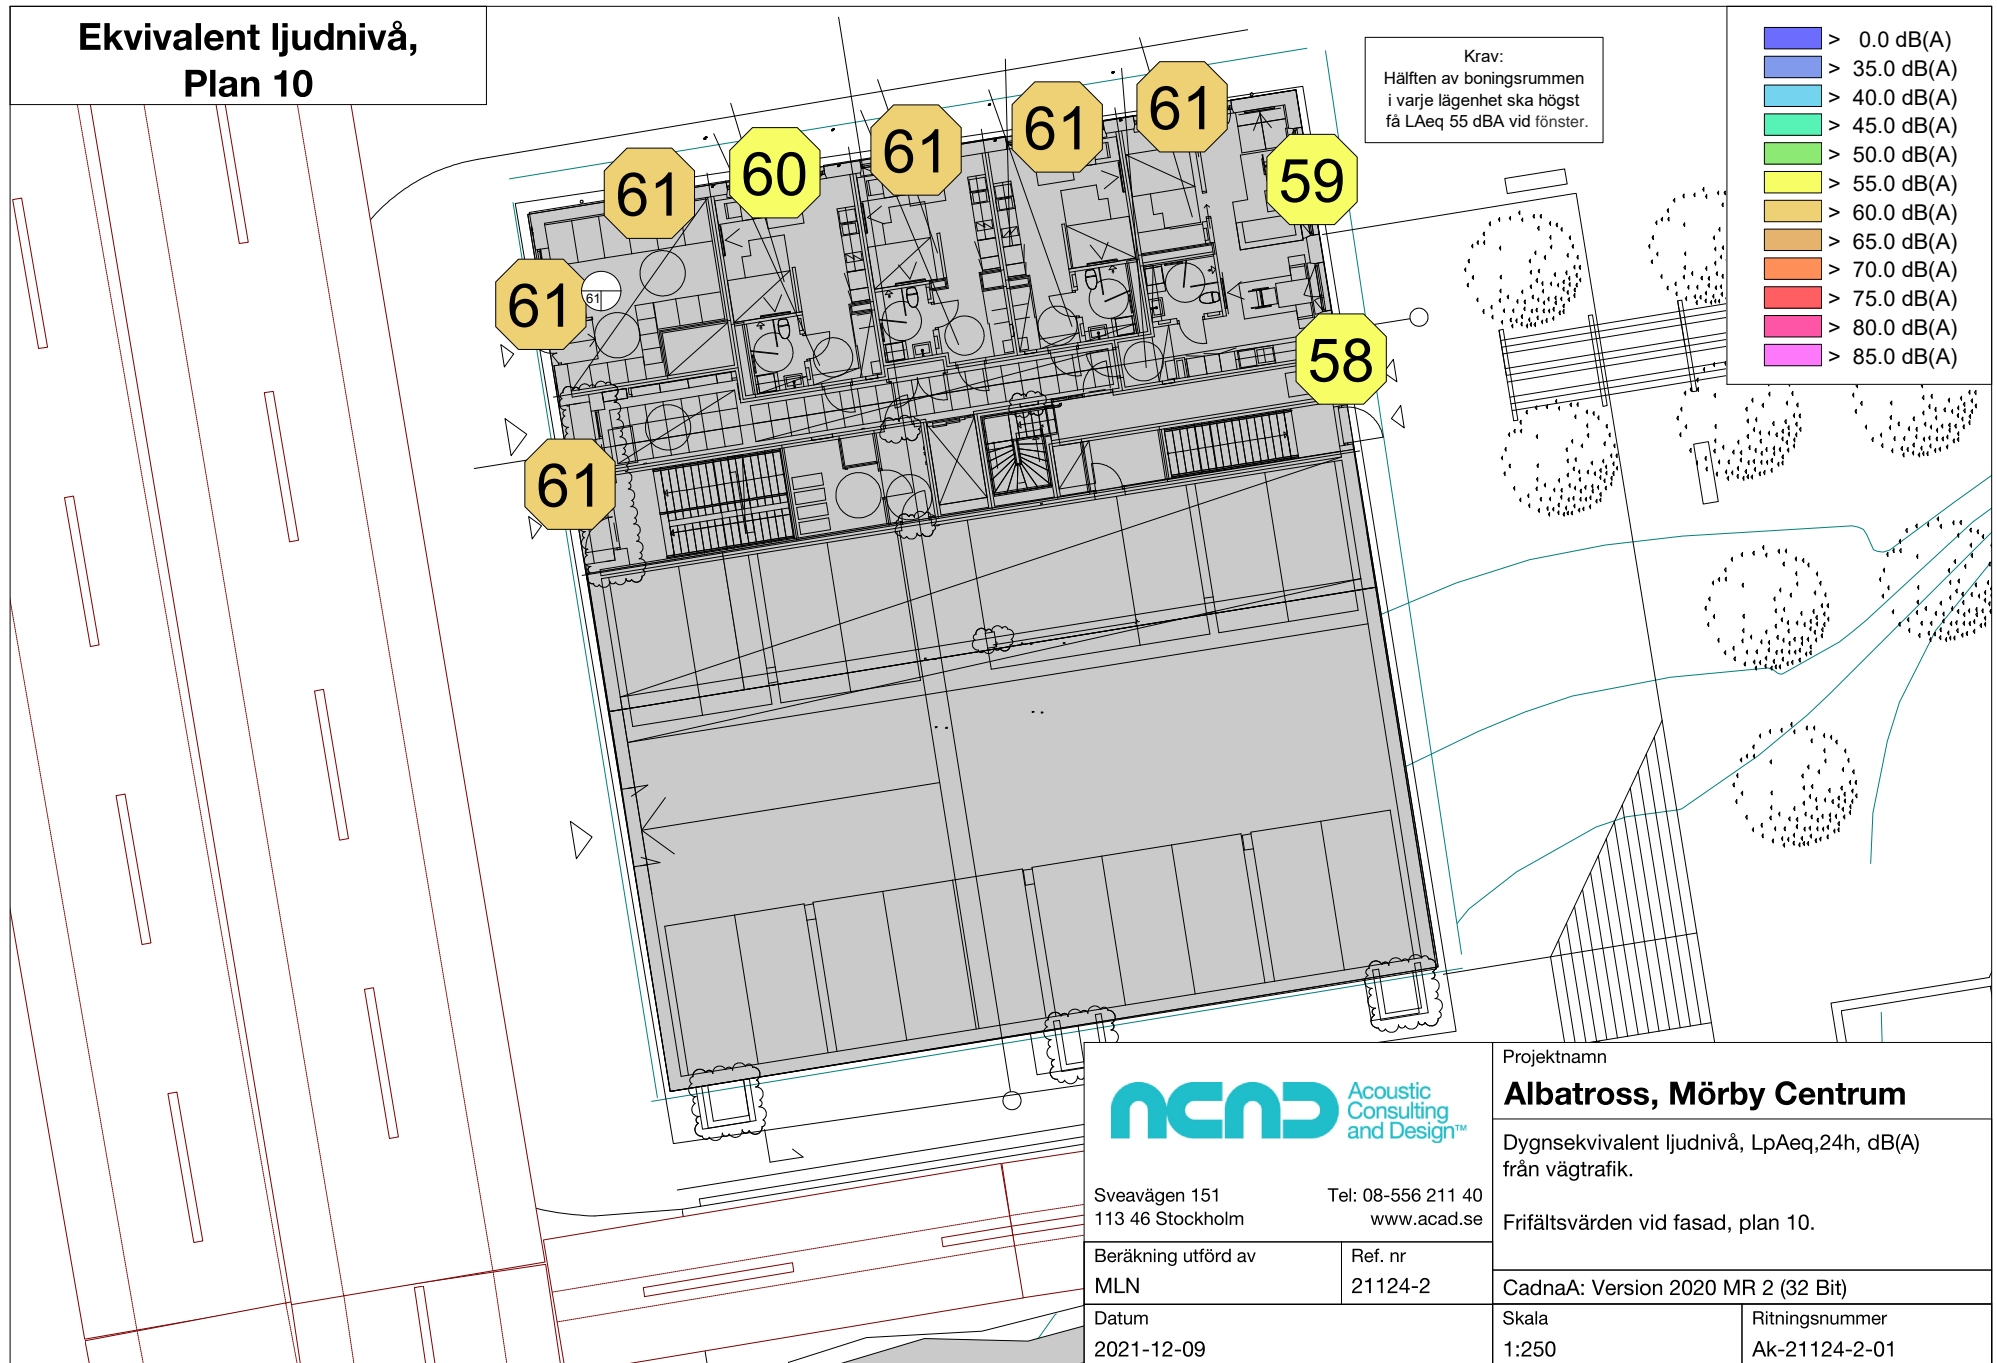 Ekvivalent ljudnivå,
Plan 10
Krav:
Hälften av boningsrummen
i varje lägenhet ska högst
få LAeq 55 dBA vid fönster.
> 0.0 dB(A)
> 35.0 dB(A)
> 40.0 dB(A)
> 45.0 dB(A)
> 50.0 dB(A)
> 55.0 dB(A)
> 60.0 dB(A)
> 65.0 dB(A)
> 70.0 dB(A)
> 75.0 dB(A)
> 80.0 dB(A)
> 85.0 dB(A)
61
60
61
61
61
59
61
61
58
61
Acoustic
Consulting
and Design™
acad
Sveavägen 151
113 46 Stockholm
Tel: 08-556 211 40
www.acad.se
Beräkning utförd av
MLN
Ref. nr
21124-2
Datum
2021-12-09
Projektnamn
Albatross, Mörby Centrum
Dygnsekvivalent ljudnivå, LpAeq,24h, dB(A)
från vägtrafik.
Frifältsvärden vid fasad, plan 10.
CadnaA: Version 2020 MR 2 (32 Bit)
Skala
1:250
Ritningsnummer
Ak-21124-2-01